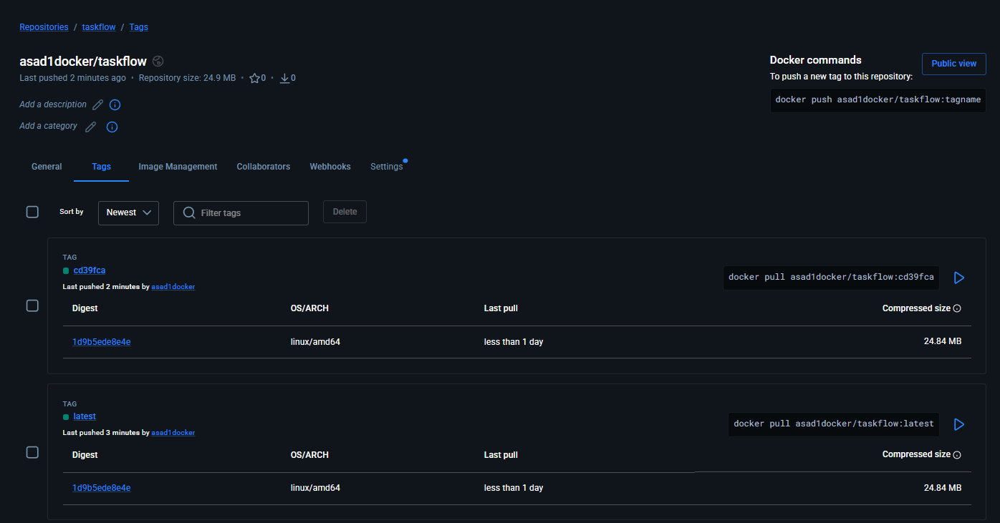 Repositories / taskflow / Tags
asad1docker/taskflow
Last pushed 2 minutes ago • Repository size: 24.9 MB • 0 • 0
Add a description
Add a category
Docker commands
Public view
To push a new tag to this repository:
docker push asad1docker/taskflow:tagname
General Tags Image Management Collaborators Webhooks Settings
Sort by Newest Filter tags Delete
TAG
cd39fca
Last pushed 2 minutes by asad1docker
docker pull asad1docker/taskflow:cd39fca
Digest OS/ARCH Last pull Compressed size
1d9b5ede8e4e linux/amd64 less than 1 day 24.84 MB
TAG
latest
Last pushed 3 minutes by asad1docker
docker pull asad1docker/taskflow:latest
Digest OS/ARCH Last pull Compressed size
1d9b5ede8e4e linux/amd64 less than 1 day 24.84 MB